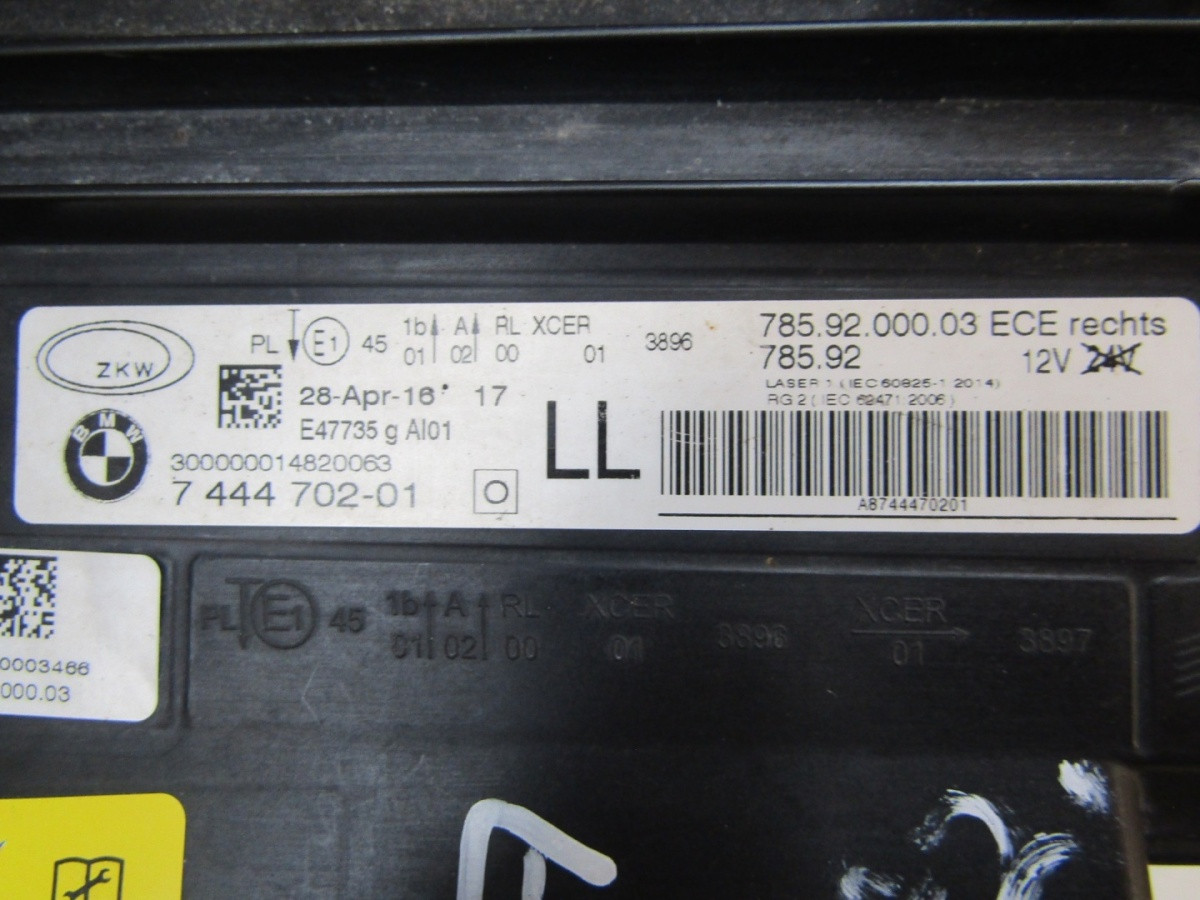 ZKW
PL E1 45 1b A RL XCER
01 02 00 01 3896
785.92.000.03 ECE rechts
785.92 12V 24V
LASER 1 (IEC 60825-1 2014)
RG 2 (IEC 62471 2006)
28-Apr-16 17
E47735 g AI01
300000014820063
7 444 702-01
BMW
LL
A8744470201
PL E1 45 1b A RL XCER XCER
01 02 00 01 3896 01 3897
0003466
000.03